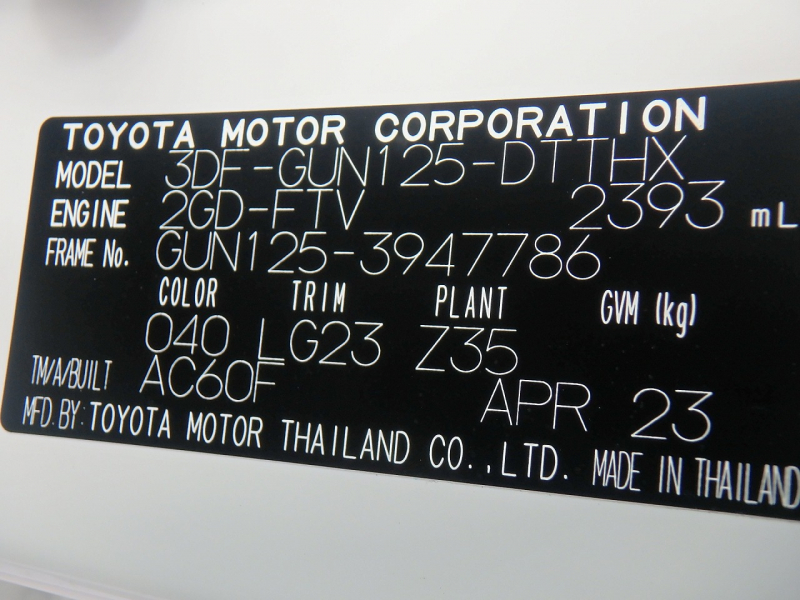 TOYOTA MOTOR CORPORATION
MODEL 3DF-GUN125-DTTHX
ENGINE 2GD-FTV 2393 mL
FRAME No. GUN125-3947786
COLOR TRIM PLANT GVM (kg)
040 LG23 Z35
TM/A/BUILT AC60F APR 23
MFD.BY:TOYOTA MOTOR THAILAND CO.,LTD. MADE IN THAILAND